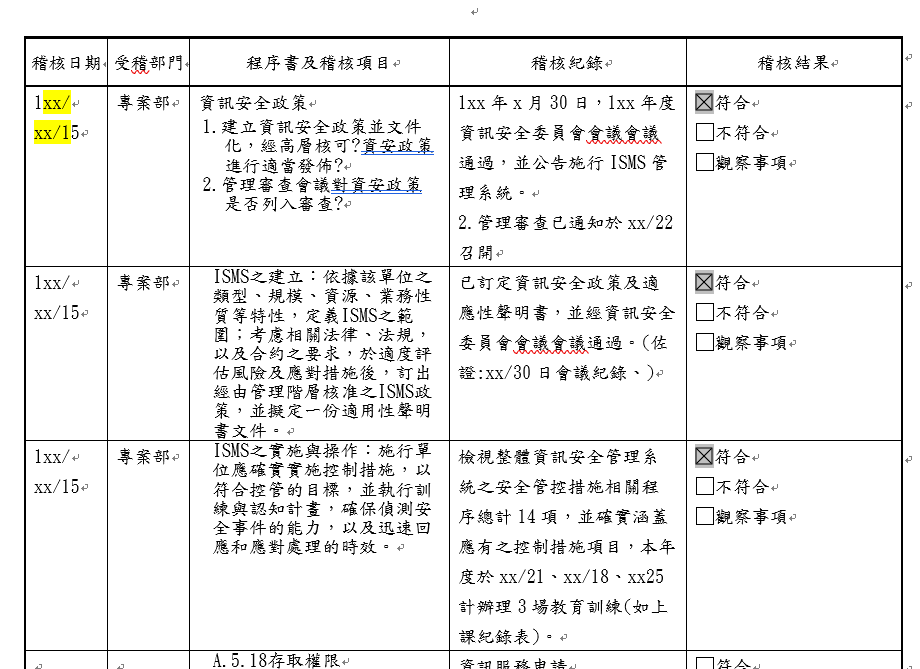 稽核日期 受稽部門 程序書及稽核項目 稽核紀錄 稽核結果
1xx/
xx/15
專案部
資訊安全政策
1.建立資訊安全政策並文件
化，經高層核可?資安政策
進行適當發佈?
2.管理審查會議對資安政策
是否列入審查?
1xx 年 x 月 30 日，1xx 年度
資訊安全委員會會議會議
通過，並公告施行 ISMS 管
理系統。
2.管理審查已通知於 xx/22
召開
☒符合
□不符合
□觀察事項
1xx/
xx/15
專案部
ISMS之建立：依據該單位之
類型、規模、資源、業務性
質等特性，定義ISMS之範
圍；考慮相關法律、法規，
以及合約之要求，於適度評
估風險及應對措施後，訂出
經由管理階層核准之ISMS政
策，並擬定一份適用性聲明
書文件。
已訂定資訊安全政策及適
應性聲明書，並經資訊安全
委員會會議會議通過。(佐
證:xx/30 日會議紀錄、)
☒符合
□不符合
□觀察事項
1xx/
xx/15
專案部
ISMS之實施與操作：施行單
位應確實實施控制措施，以
符合控管的目標，並執行訓
練與認知計畫，確保偵測安
全事件的能力，以及迅速回
應和應對處理的時效。
檢視整體資訊安全管理系
統之安全管控措施相關程
序總計 14 項，並確實涵蓋
應有之控制措施項目，本年
度於 xx/21、xx/18、xx25
計辦理 3 場教育訓練(如上
課紀錄表)。
☒符合
□不符合
□觀察事項
A.5.18存取權限
資訊服務申請
□符合